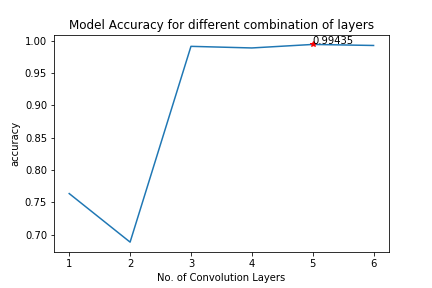 Model Accuracy for different combination of layers
1.00
0.99435
0.95
0.90
0.85
0.80
0.75
0.70
accuracy
1 2 3 4 5 6
No. of Convolution Layers